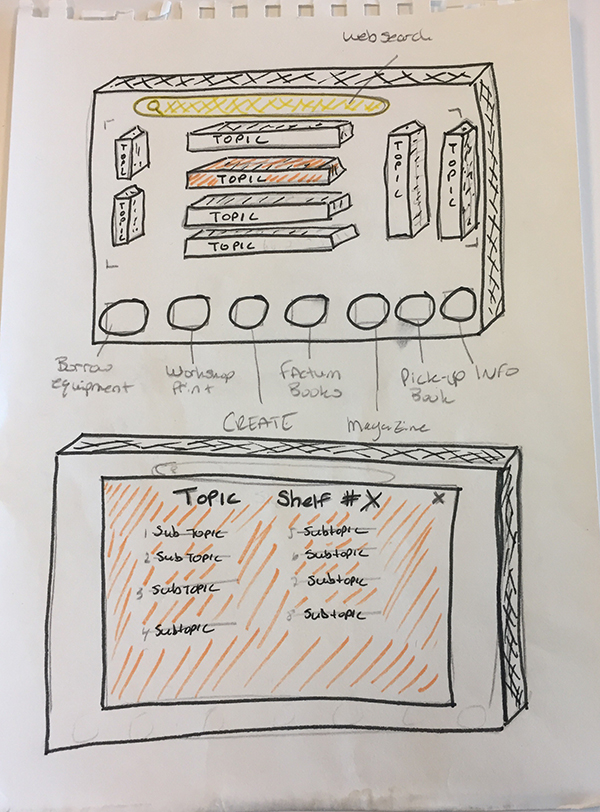 Web search
TOPIC
TOPIC
TOPIC
TOPIC
TOPIC
TOPIC
TOPIC
TOPIC
Borrow
Equipment
Workshop
Print
CREATE
Factum
Books
Magazine
Pick-up
Book
INFO
TOPIC Shelf #X X
1 SubTopic
2 SubTopic
3 SubTopic
4 Subtopic
5 Subtopic
6 Subtopic
7 Subtopic
8 Subtopic